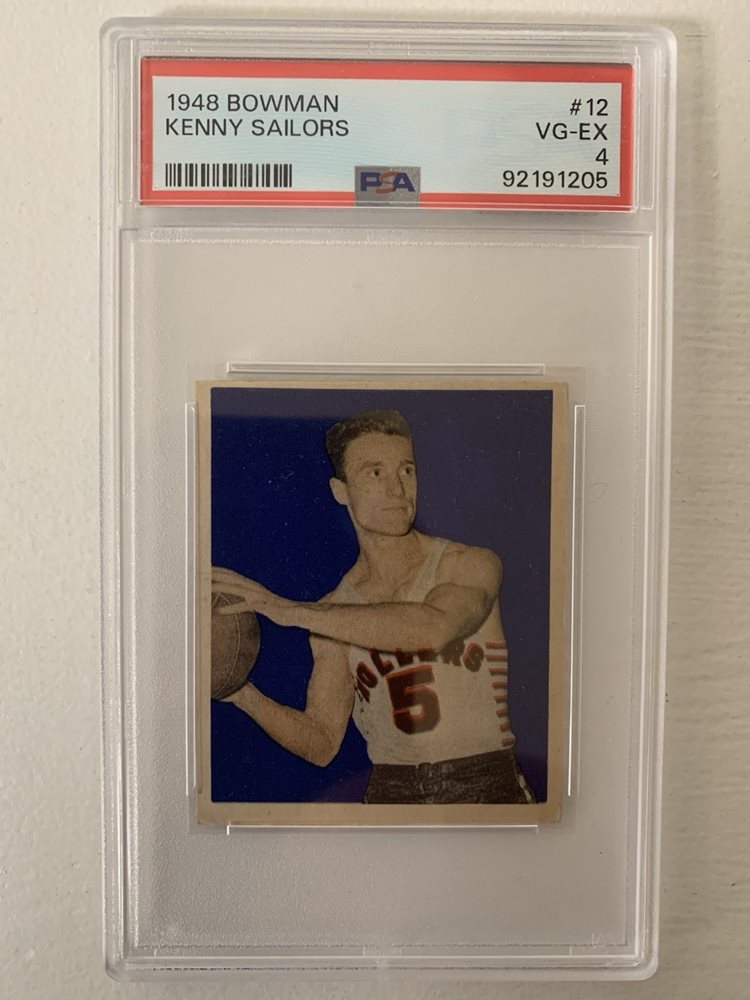 1948 BOWMAN #12
KENNY SAILORS VG-EX
4
PSA 92191205
5